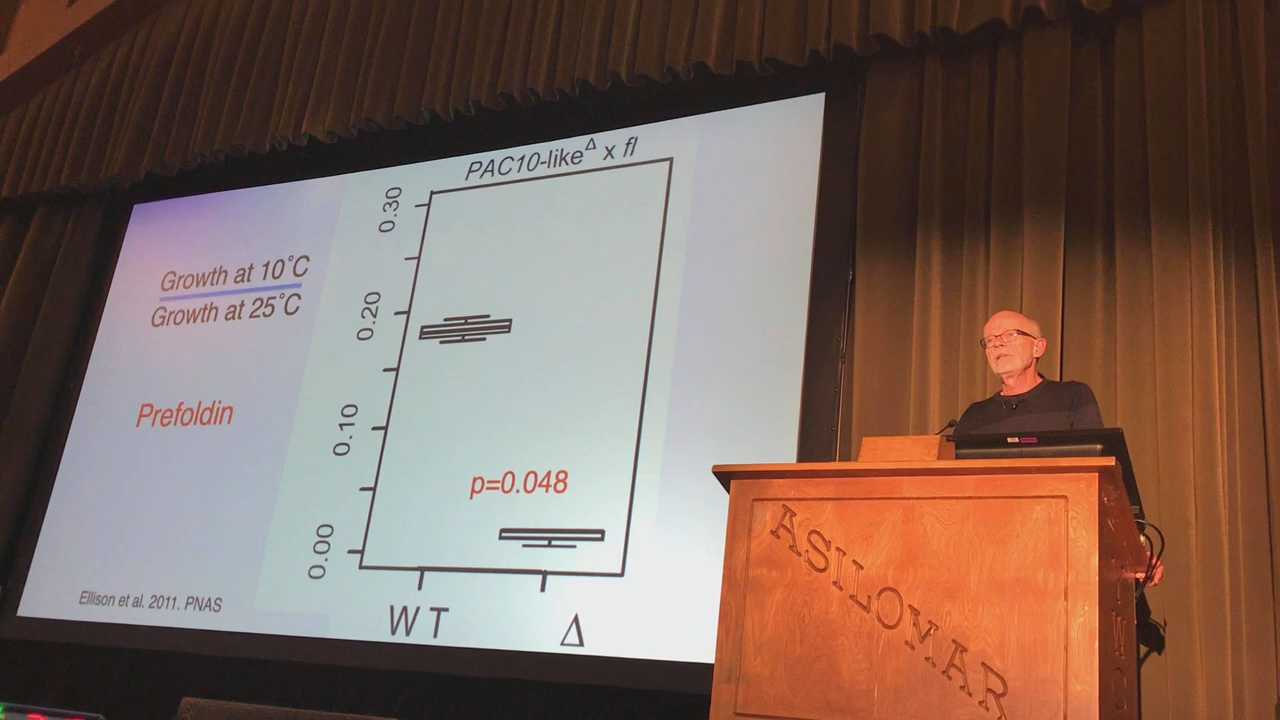 PAC10-likeΔ x fl
Growth at 10°C
Growth at 25°C
Prefoldin
0.30
0.20
0.10
0.00
p=0.048
WT
Δ
Ellison et al. 2011. PNAS
ASILOMAR